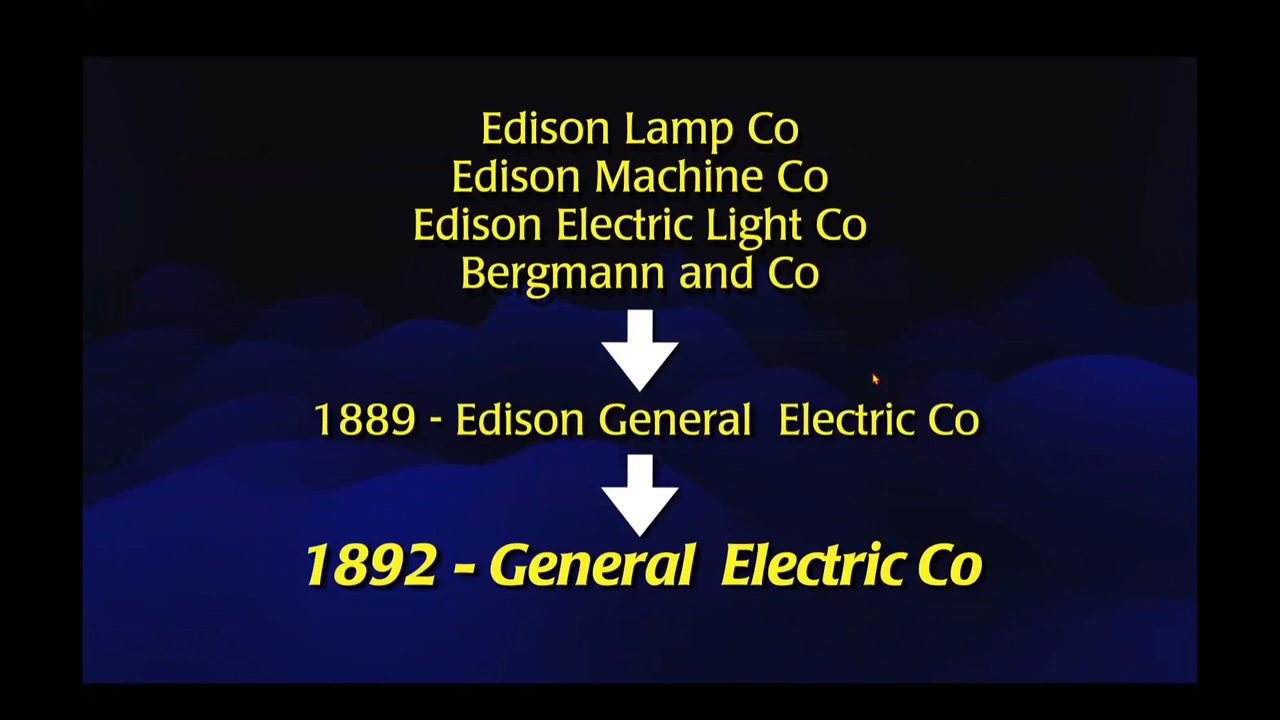 Edison Lamp Co
Edison Machine Co
Edison Electric Light Co
Bergmann and Co
1889 - Edison General Electric Co
1892 - General Electric Co